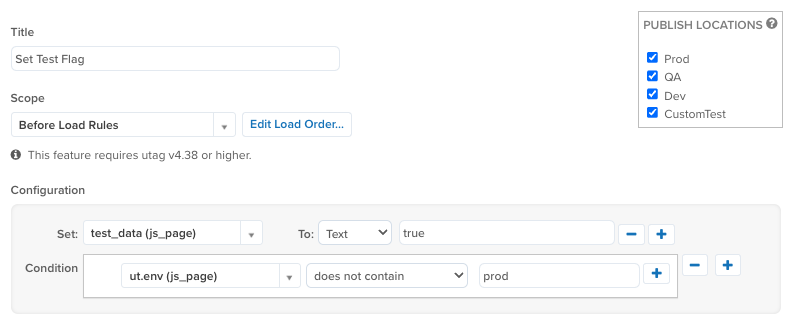 Title
Set Test Flag
PUBLISH LOCATIONS ?
Prod
QA
Dev
CustomTest
Scope
Before Load Rules
Edit Load Order...
This feature requires utag v4.38 or higher.
Configuration
Set: test_data (js_page) To: Text true
Condition ut.env (js_page) does not contain prod